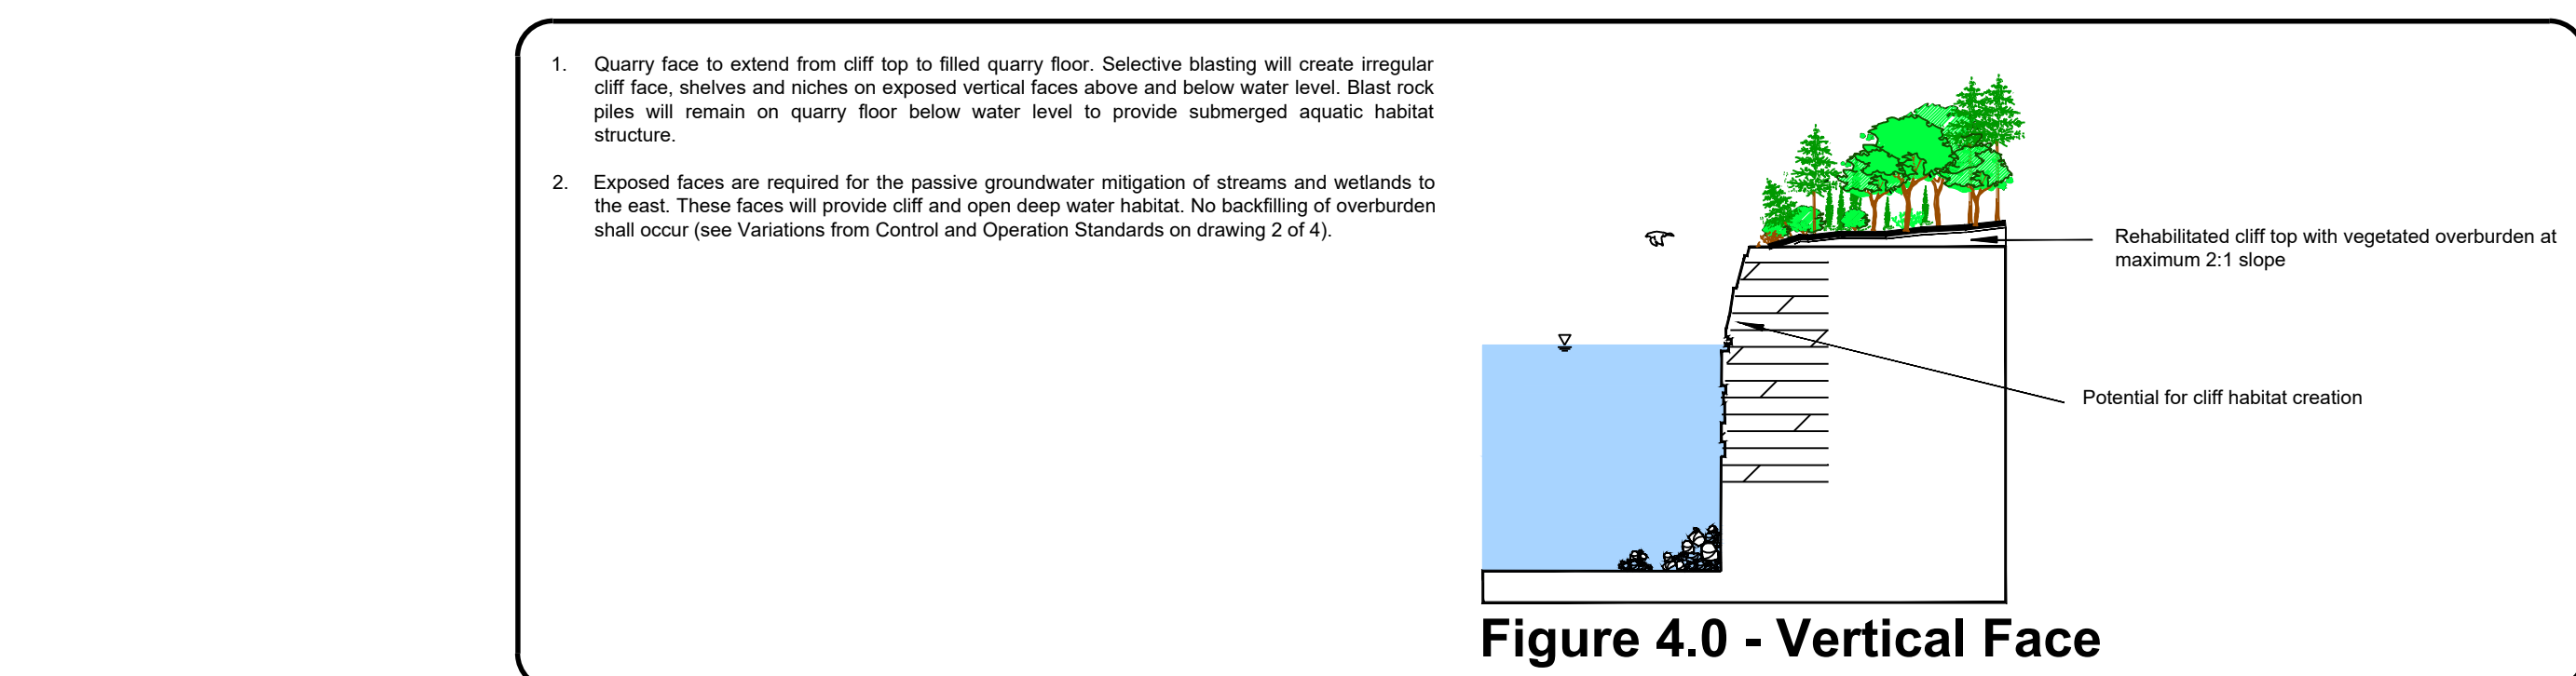 1. Quarry face to extend from cliff top to filled quarry floor. Selective blasting will create irregular
cliff face, shelves and niches on exposed vertical faces above and below water level. Blast rock
piles will remain on quarry floor below water level to provide submerged aquatic habitat
structure.
2. Exposed faces are required for the passive groundwater mitigation of streams and wetlands to
the east. These faces will provide cliff and open deep water habitat. No backfilling of overburden
shall occur (see Variations from Control and Operation Standards on drawing 2 of 4).
Rehabilitated cliff top with vegetated overburden at
maximum 2:1 slope
Potential for cliff habitat creation
Figure 4.0 - Vertical Face